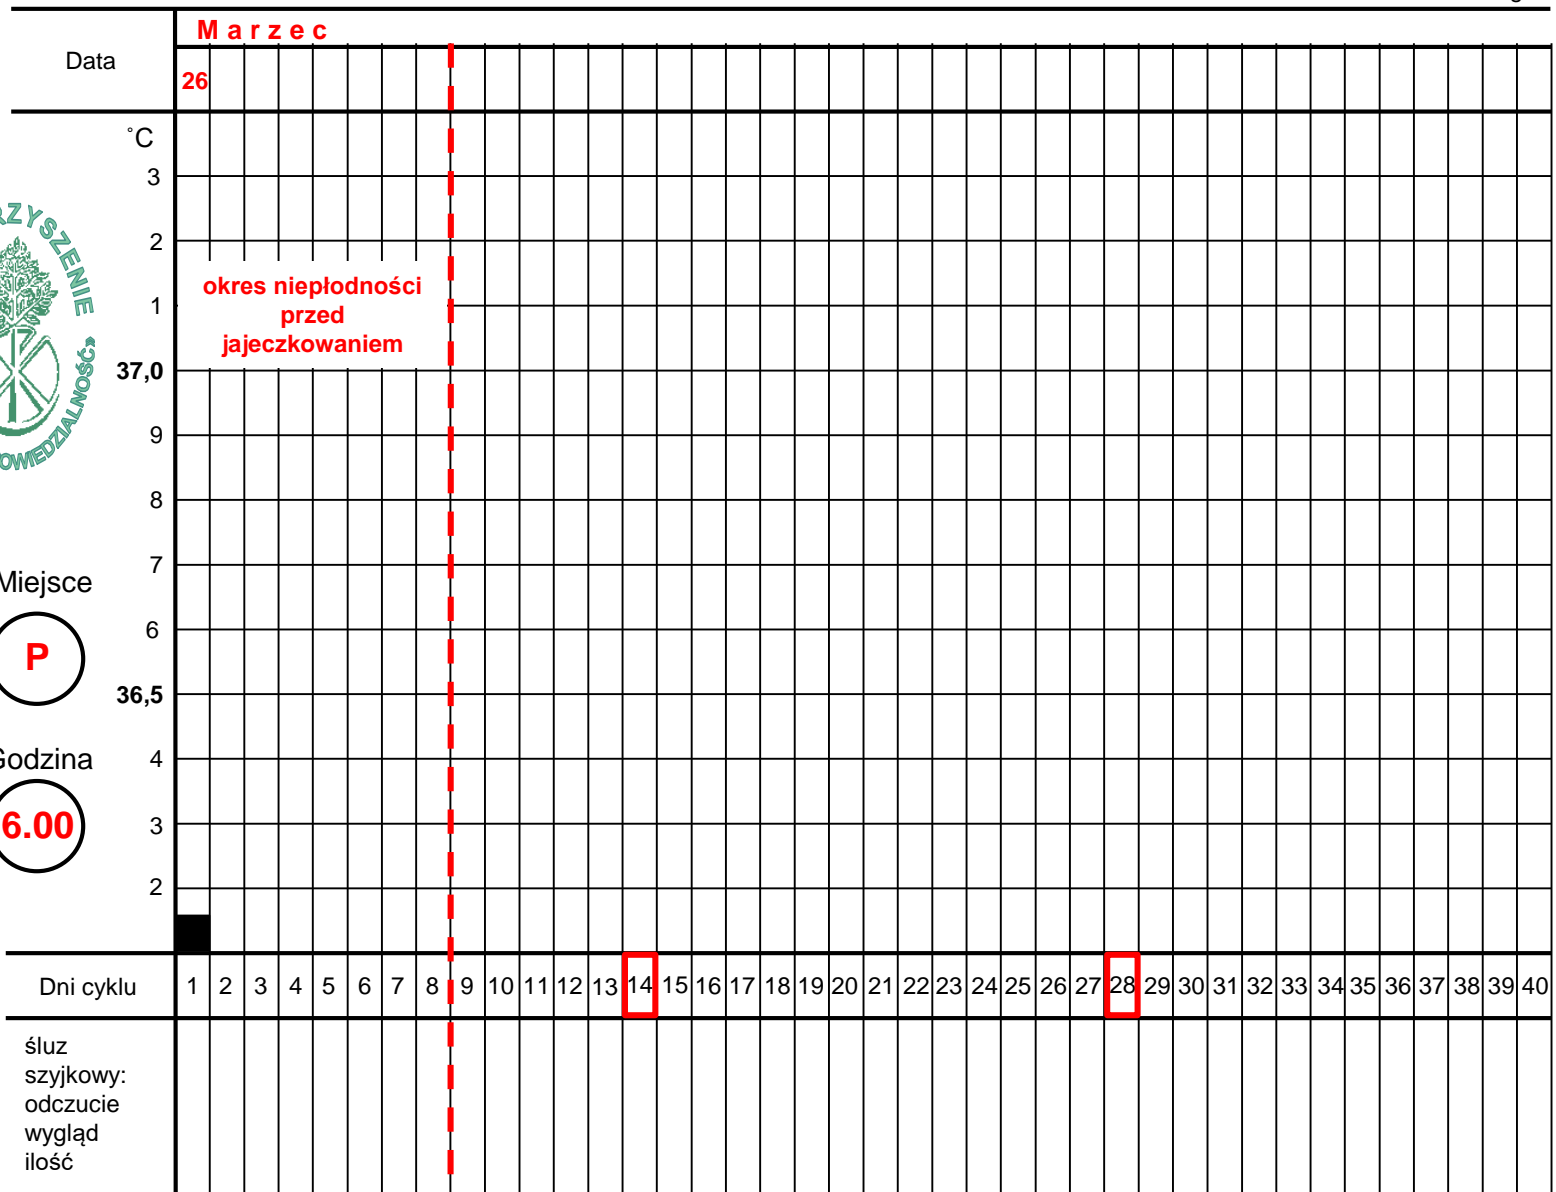 Marzec
Data
26
°C
3
2
1
37,0
9
8
7
6
36,5
4
3
2
okres niepłodności
przed
jajeczkowaniem
RZYSZENIE
OWIEDZIALNOŚĆ»
Miejsce
P
Godzina
6.00
Dni cyklu 1 2 3 4 5 6 7 8 9 10 11 12 13 14 15 16 17 18 19 20 21 22 23 24 25 26 27 28 29 30 31 32 33 34 35 36 37 38 39 40
śluz
szyjkowy:
odczucie
wygląd
ilość